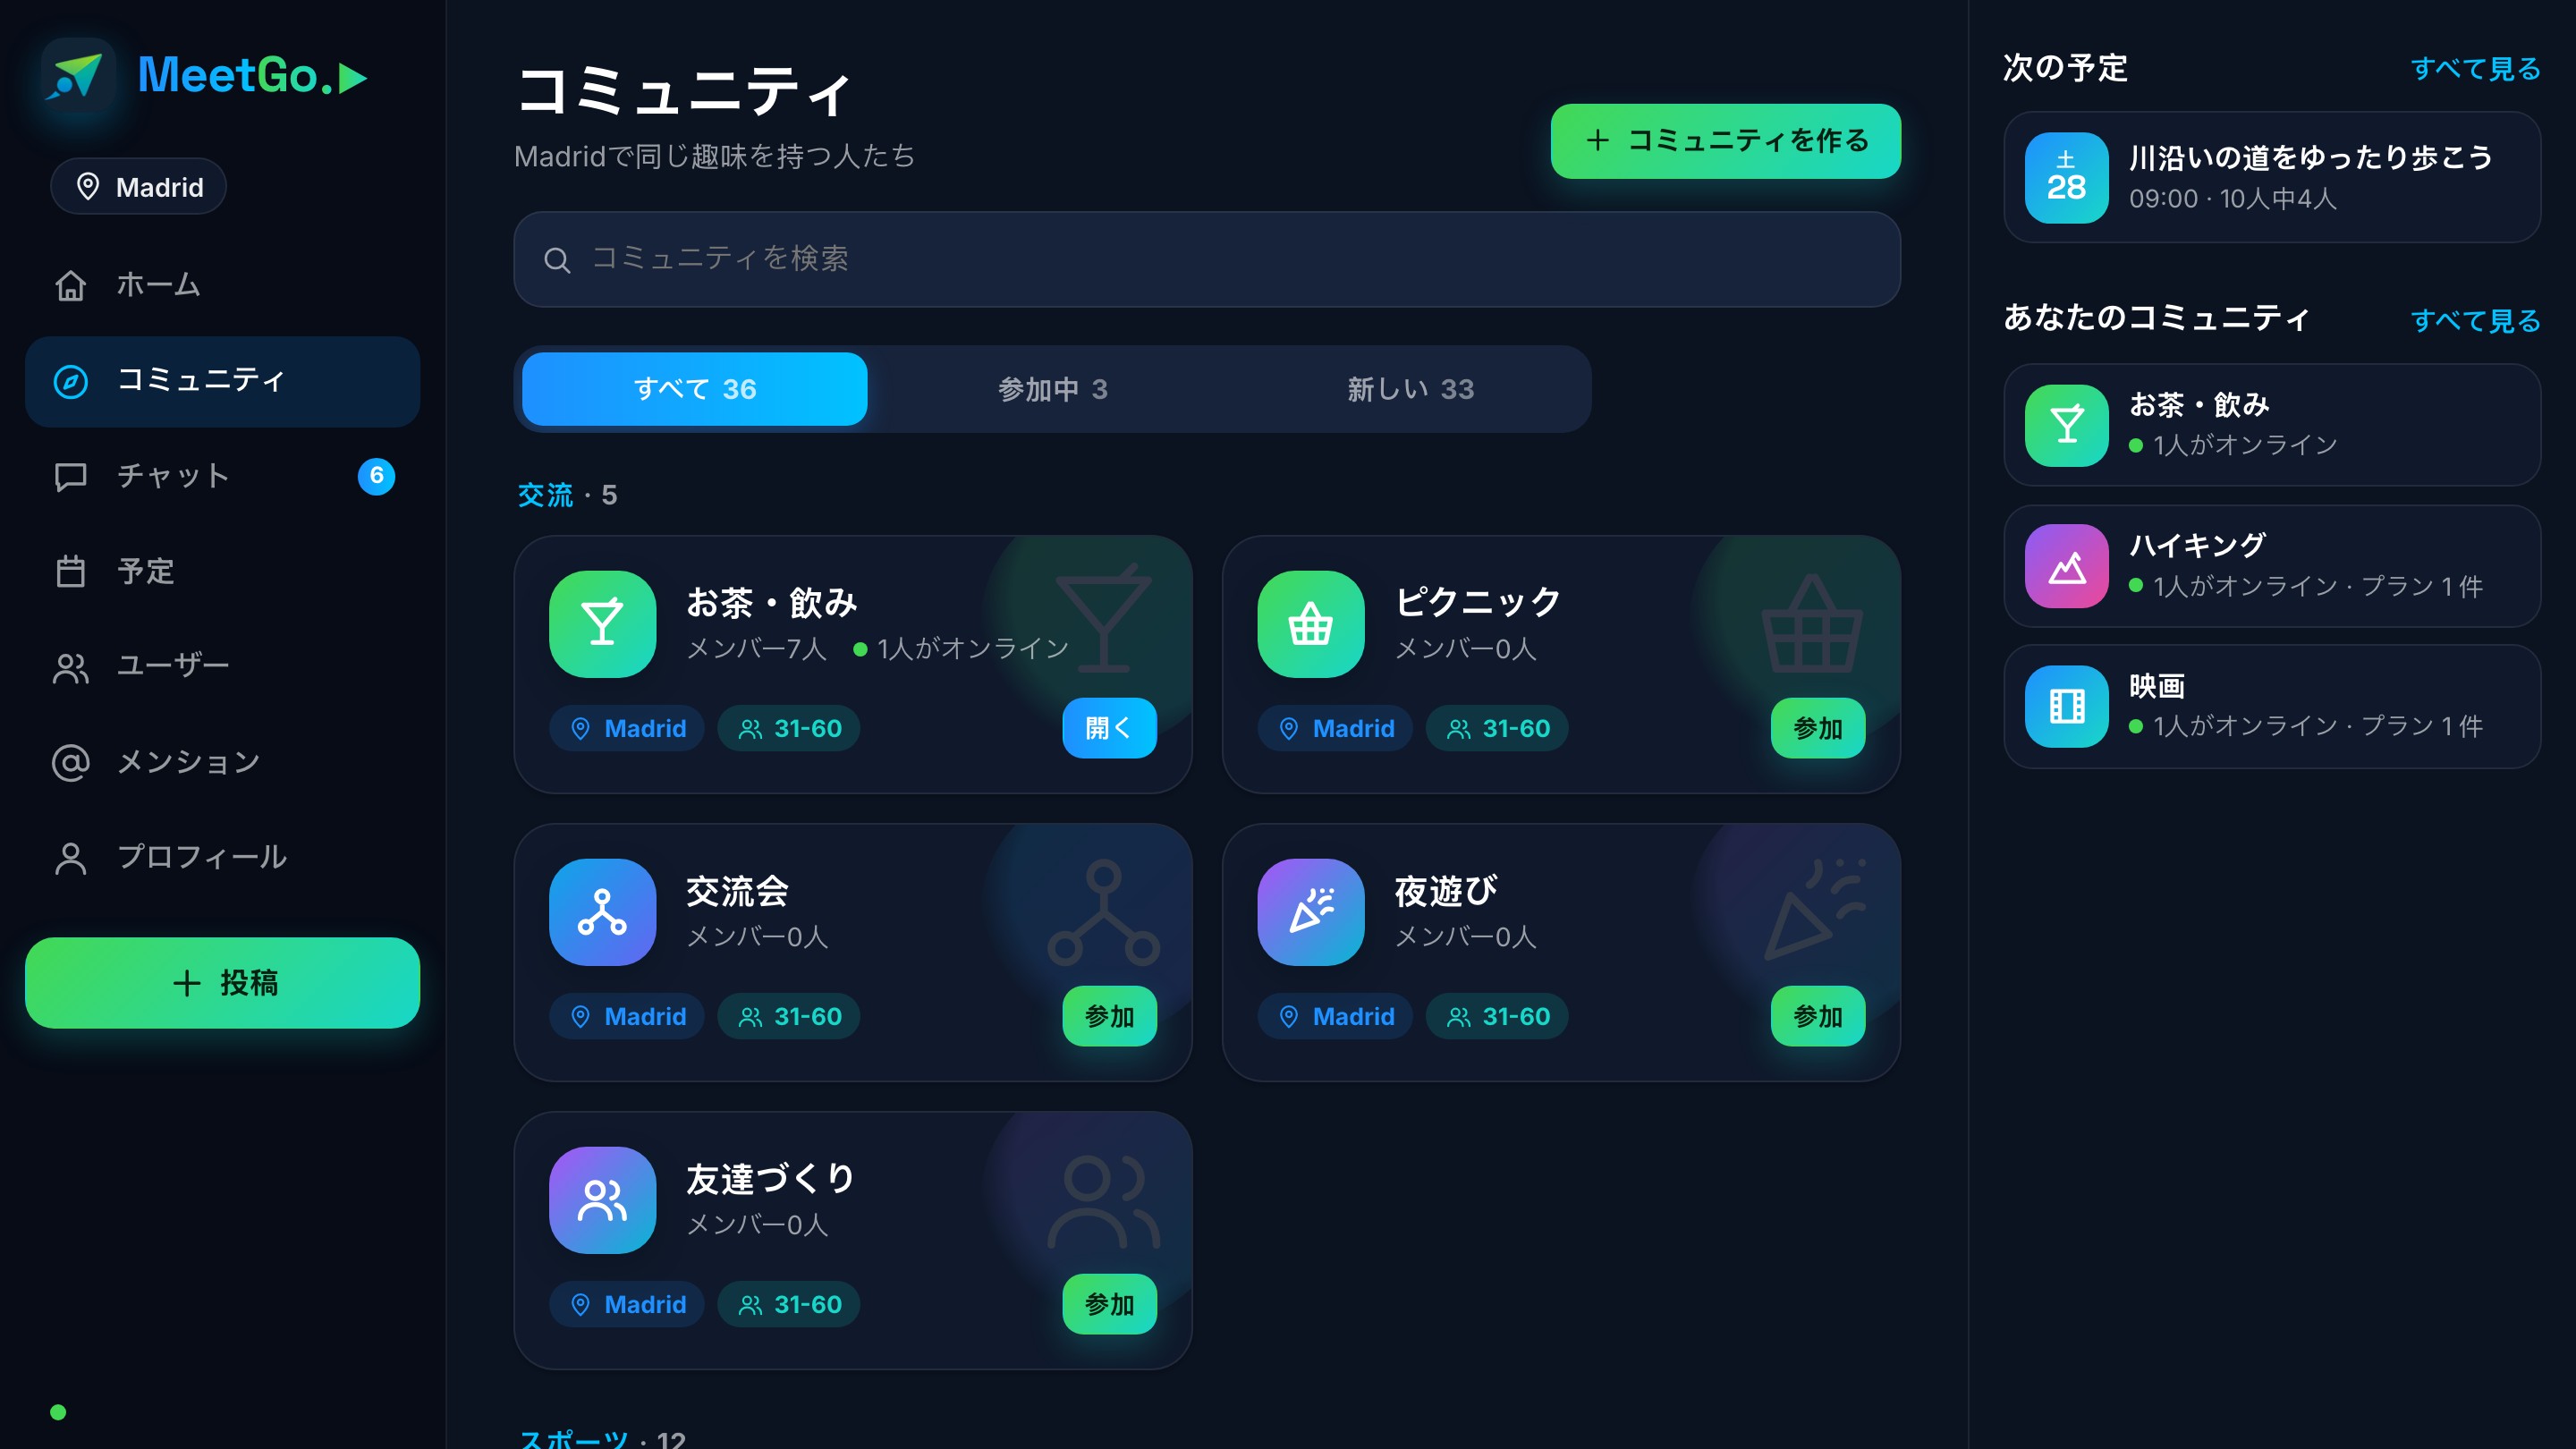 MeetGo.
Madrid
ホーム
コミュニティ
チャット 6
予定
ユーザー
メンション
プロフィール
+ 投稿
コミュニティ
Madridで同じ趣味を持つ人たち
+ コミュニティを作る
コミュニティを検索
すべて 36 参加中 3 新しい 33
交流 · 5
お茶・飲み
メンバー7人 1人がオンライン
Madrid 31-60 開く
ピクニック
メンバー0人
Madrid 31-60 参加
交流会
メンバー0人
Madrid 31-60 参加
夜遊び
メンバー0人
Madrid 31-60 参加
友達づくり
メンバー0人
Madrid 31-60 参加
スポーツ · 12
次の予定 すべて見る
土
28
川沿いの道をゆったり歩こう
09:00 · 10人中4人
あなたのコミュニティ すべて見る
お茶・飲み
1人がオンライン
ハイキング
1人がオンライン · プラン 1 件
映画
1人がオンライン · プラン 1 件